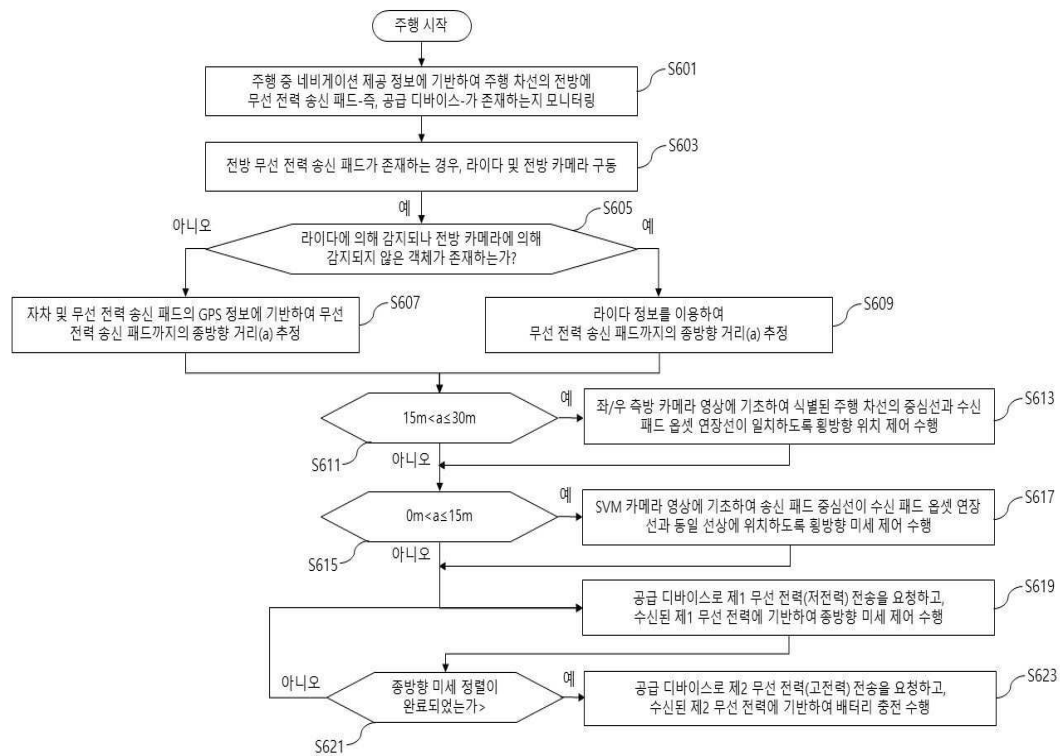 주행 시작
S601
주행 중 네비게이션 제공 정보에 기반하여 주행 차선의 전방에
무선 전력 송신 패드-즉, 공급 디바이스-가 존재하는지 모니터링
S603
전방 무선 전력 송신 패드가 존재하는 경우, 라이다 및 전방 카메라 구동
예
S605
아니오
예
라이다에 의해 감지되나 전방 카메라에 의해
감지되지 않은 객체가 존재하는가?
S607
자차 및 무선 전력 송신 패드의 GPS 정보에 기반하여 무선
전력 송신 패드까지의 종방향 거리(a) 추정
S609
라이다 정보를 이용하여
무선 전력 송신 패드까지의 종방향 거리(a) 추정
15m<a≤30m
예
S611
아니오
S613
좌/우 측방 카메라 영상에 기초하여 식별된 주행 차선의 중심선과 수신
패드 옵셋 연장선이 일치하도록 횡방향 위치 제어 수행
0m<a≤15m
예
S615
아니오
S617
SVM 카메라 영상에 기초하여 송신 패드 중심선이 수신 패드 옵셋 연장
선과 동일 선상에 위치하도록 횡방향 미세 제어 수행
S619
공급 디바이스로 제1 무선 전력(저전력) 전송을 요청하고,
수신된 제1 무선 전력에 기반하여 종방향 미세 제어 수행
아니오
종방향 미세 정렬이
완료되었는가>
예
S621
S623
공급 디바이스로 제2 무선 전력(고전력) 전송을 요청하고,
수신된 제2 무선 전력에 기반하여 배터리 충전 수행